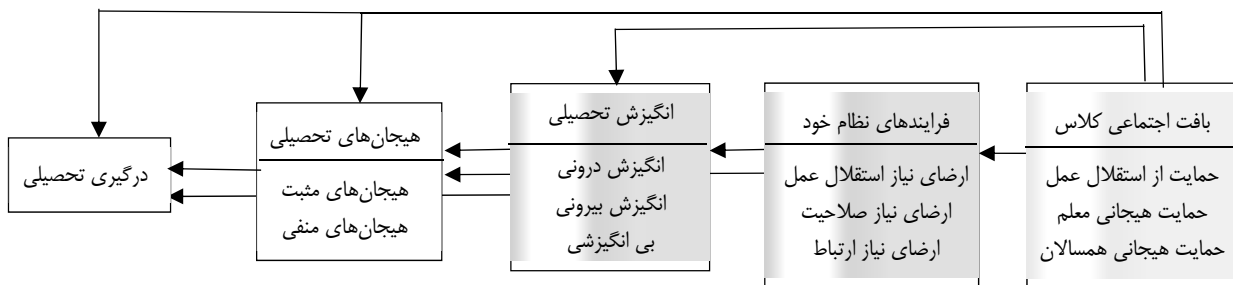 بافت اجتماعی کلاس
حمایت از استقلال عمل
حمایت هیجانی معلم
حمایت هیجانی همسالان
فرایندهای نظام خود
ارضای نیاز استقلال عمل
ارضای نیاز صلاحیت
ارضای نیاز ارتباط
انگیزش تحصیلی
انگیزش درونی
انگیزش بیرونی
بی انگیزشی
هیجان‌های تحصیلی
هیجان‌های مثبت
هیجان‌های منفی
درگیری تحصیلی